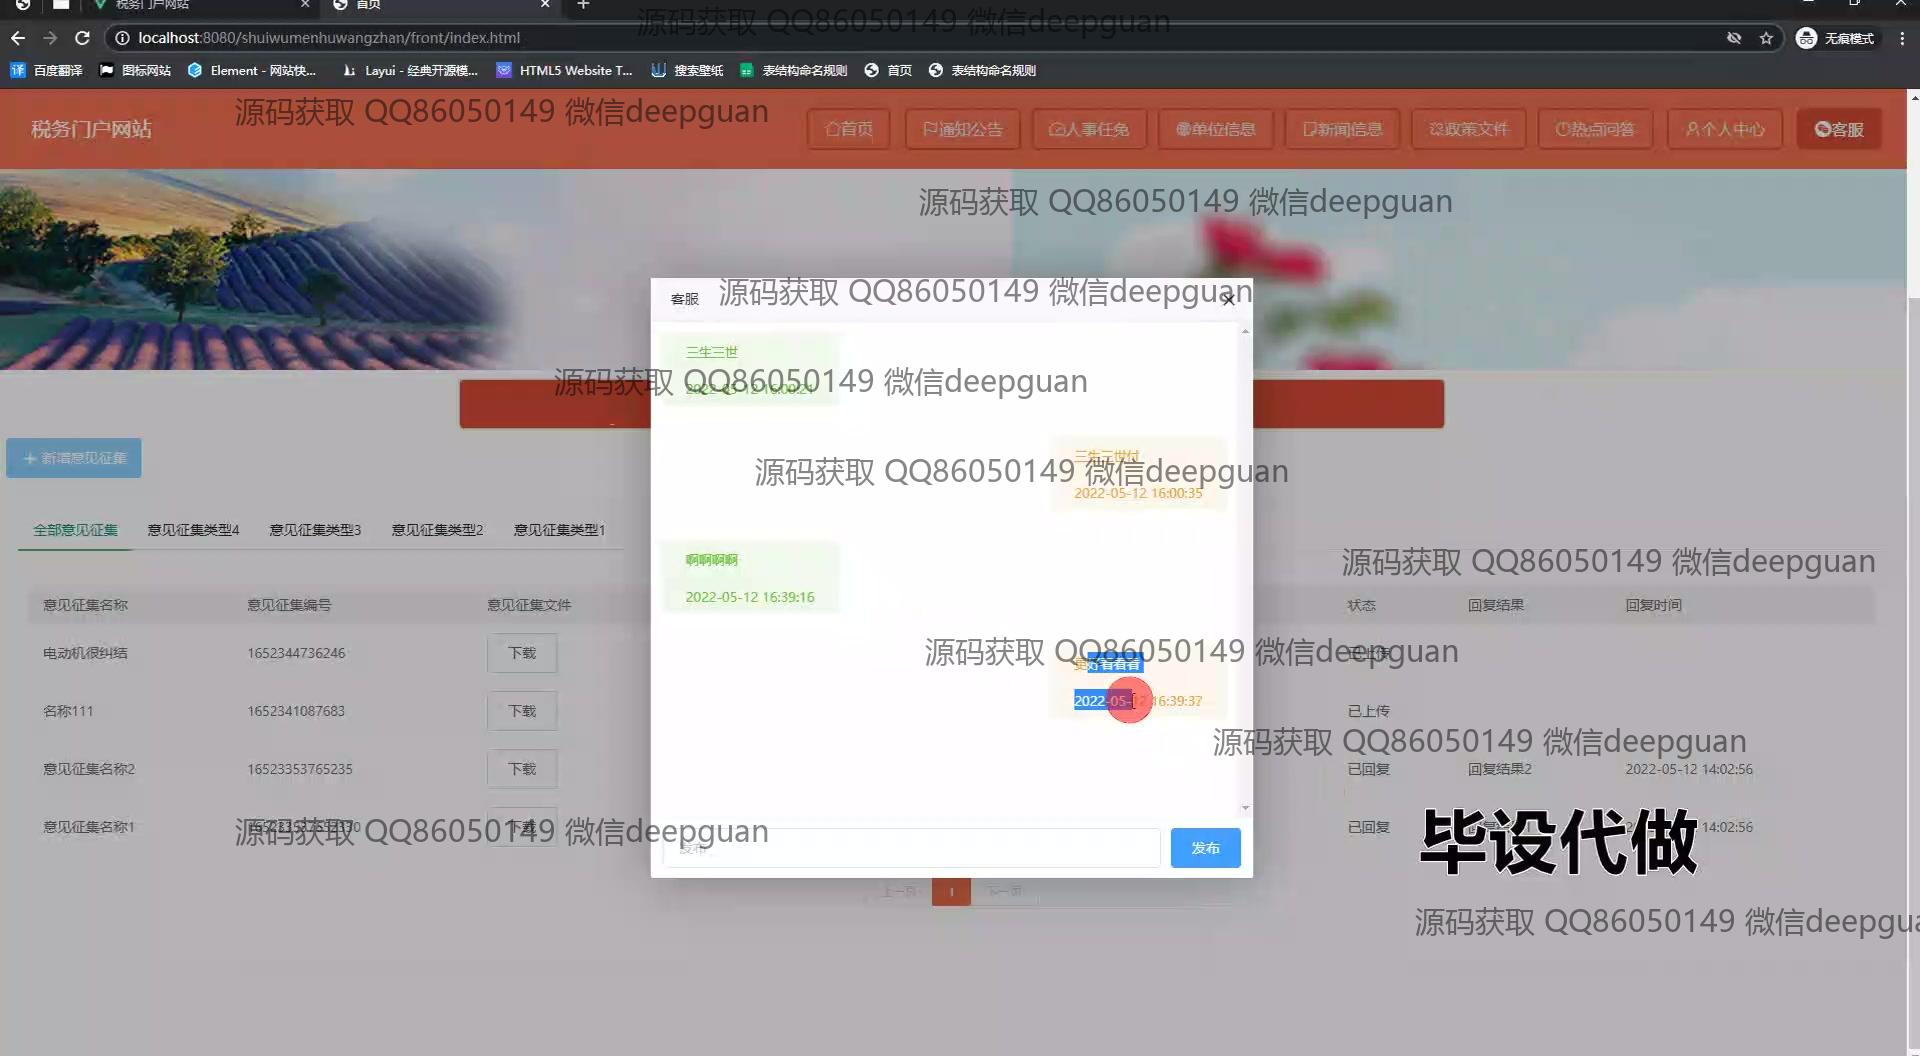 税务门户网站
首页
源码获取 QQ86050149 微信deepguan
localhost:8080/shuiwumenhuwangzhan/front/index.html
无痕模式
百度翻译
图标网站
Element - 网站快...
Layui - 经典开源模...
HTML5 Website T...
搜索壁纸
表结构命名规则
首页
表结构命名规则
源码获取 QQ86050149 微信deepguan
税务门户网站
首页
通知公告
人事任免
单位信息
新闻信息
政策文件
热点问答
个人中心
客服
源码获取 QQ86050149 微信deepguan
客服
源码获取 QQ86050149 微信deepguan
三生三世
2022-05-12 16:00:21
源码获取 QQ86050149 微信deepguan
三生三世付
源码获取 QQ86050149 微信deepguan
2022-05-12 16:00:35
+ 新增意见征集
全部意见征集
意见征集类型4
意见征集类型3
意见征集类型2
意见征集类型1
啊啊啊啊
2022-05-12 16:39:16
源码获取 QQ86050149 微信deepguan
意见征集名称
意见征集编号
意见征集文件
状态
回复结果
回复时间
电动机很纠结
1652344736246
下载
已上传
源码获取 QQ86050149 微信deepguan
2022-05-12 16:39:37
名称111
1652341087683
下载
已上传
源码获取 QQ86050149 微信deepguan
意见征集名称2
16523353765235
下载
已回复
回复结果2
2022-05-12 14:02:56
意见征集名称1
下载
已回复
14:02:56
源码获取 QQ86050149 微信deepguan
发布
发布
毕设代做
上一页
1
下一页
源码获取 QQ86050149 微信deepgua